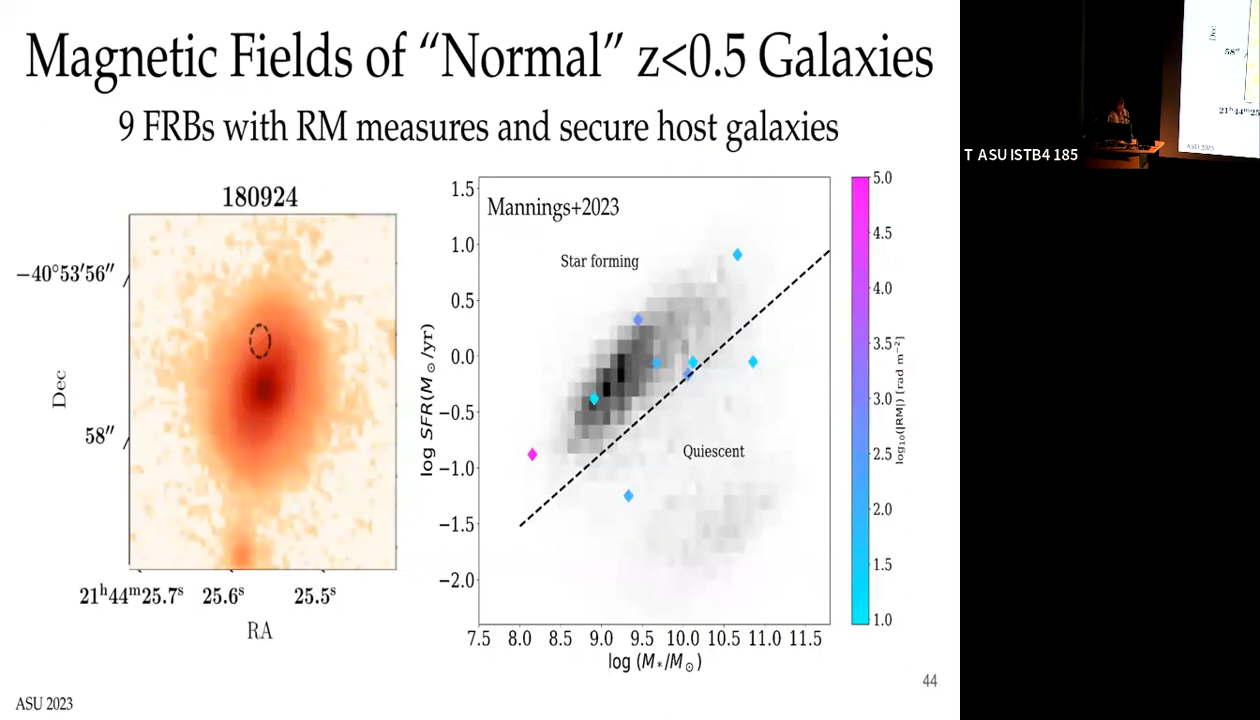 Magnetic Fields of “Normal” z<0.5 Galaxies
9 FRBs with RM measures and secure host galaxies
180924
−40°53′56″
58″
Dec
21ʰ44ᵐ25.7ˢ 25.6ˢ 25.5ˢ
RA
Mannings+2023
Star forming
Quiescent
1.5
1.0
0.5
0.0
−0.5
−1.0
−1.5
−2.0
log SFR(M⊙/yr)
7.5 8.0 8.5 9.0 9.5 10.0 10.5 11.0 11.5
log (M*/M⊙)
5.0
4.5
4.0
3.5
3.0
2.5
2.0
1.5
1.0
log₁₀(|RM|) [rad m⁻²]
44
ASU 2023
T ASU ISTB4 185
Dec
58″
21ʰ44ᵐ25
ASU 2023